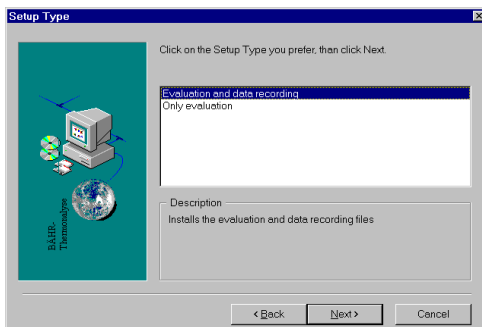 Setup Type
Click on the Setup Type you prefer, than click Next.
Evaluation and data recording
Only evaluation
Description
Installs the evaluation and data recording files
BÄHR-
Thermoanalyse
< Back
Next >
Cancel